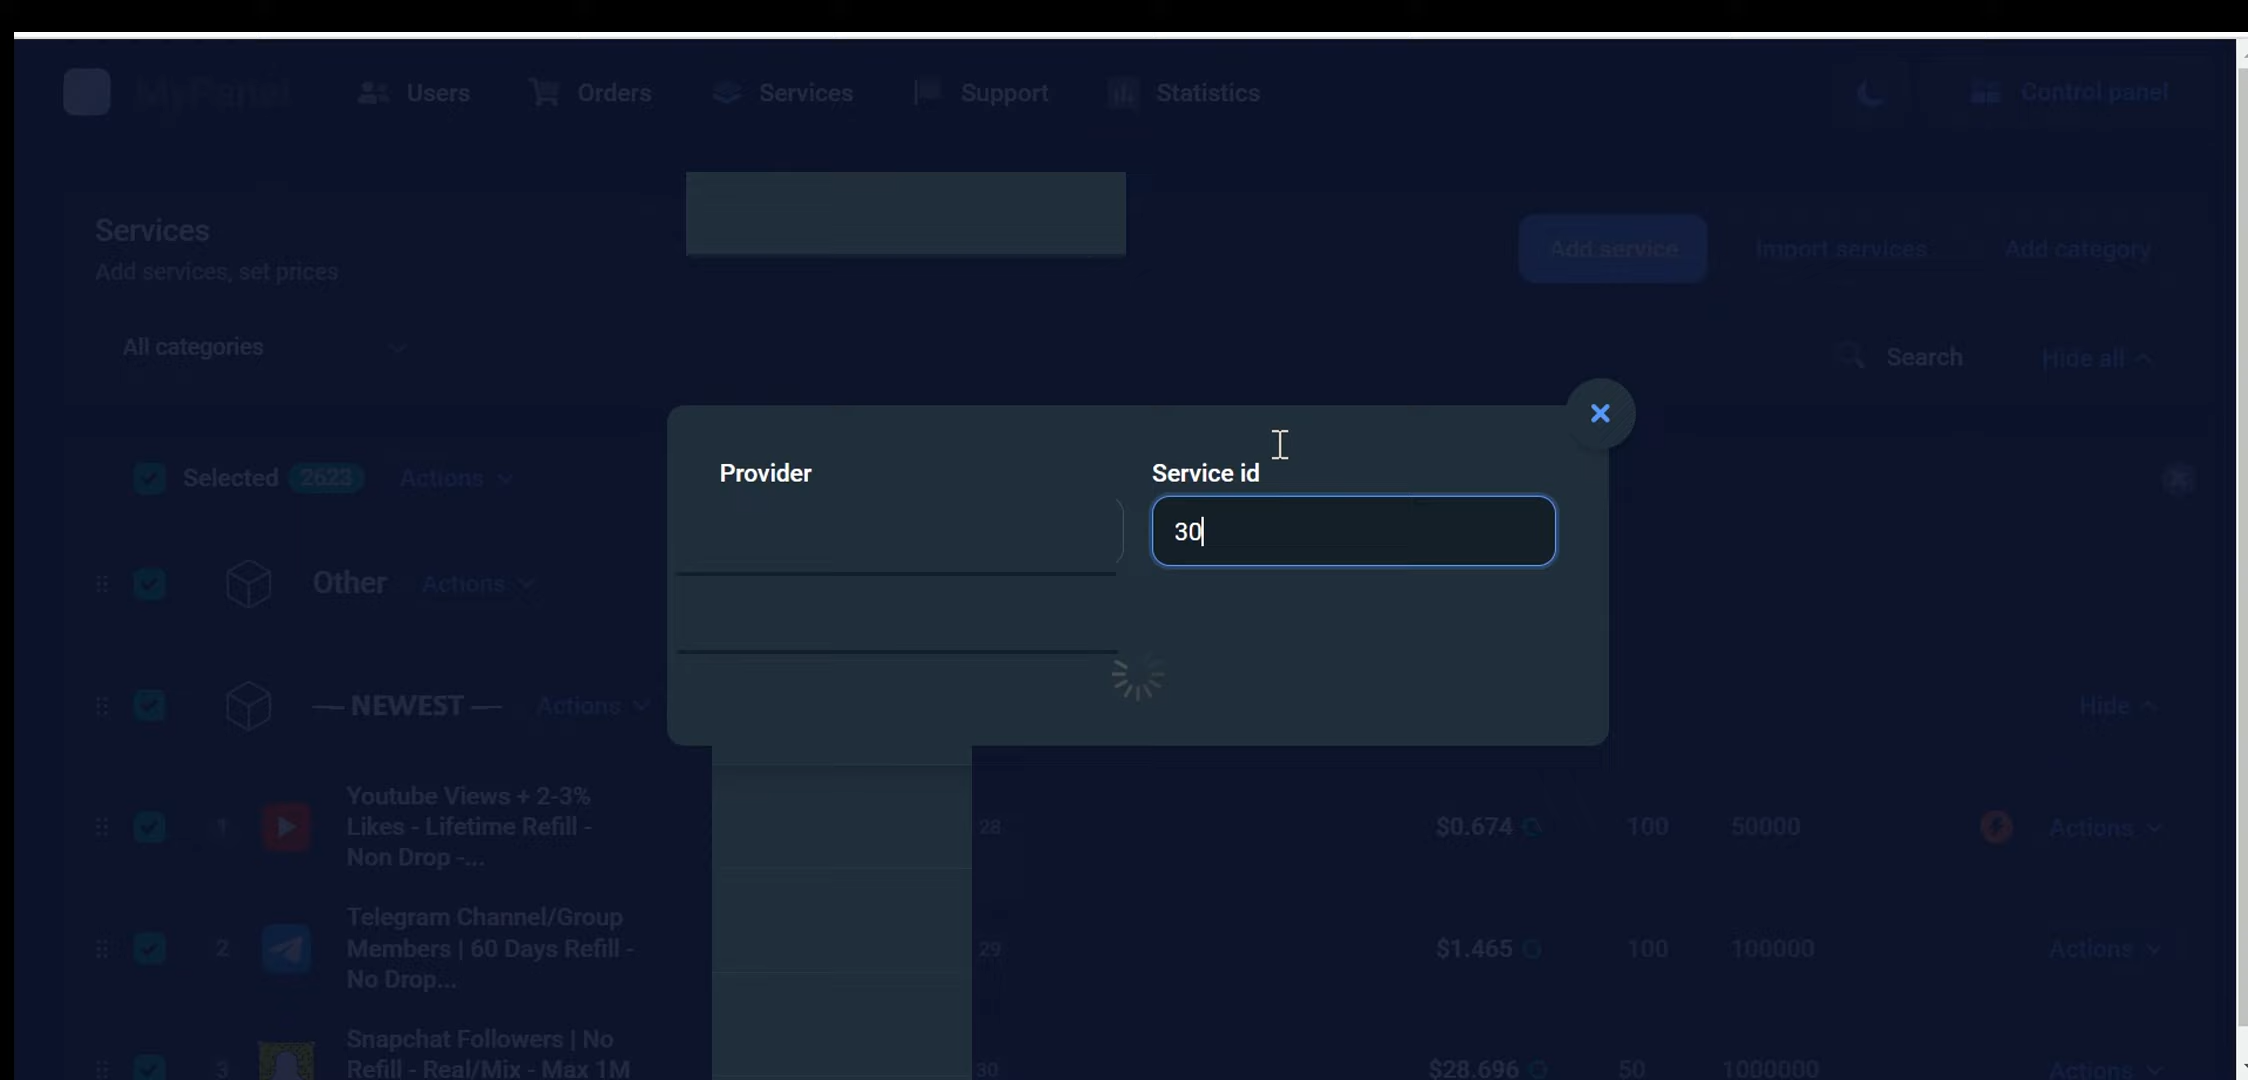 MyPanel
Users
Orders
Services
Support
Statistics
Control panel
Services
Add services, set prices
Add service
Import services
Add category
All categories
Search
Hide all
Selected 2623 Actions
Provider
Service id
30
Other Actions
— NEWEST — Actions
Hide
1
Youtube Views + 2-3%
Likes - Lifetime Refill -
Non Drop -...
28
$0.674
100
50000
Actions
2
Telegram Channel/Group
Members | 60 Days Refill -
No Drop...
29
$1.465
100
100000
Actions
3
Snapchat Followers | No
Refill - Real/Mix - Max 1M
30
$28.696
50
1000000
Actions